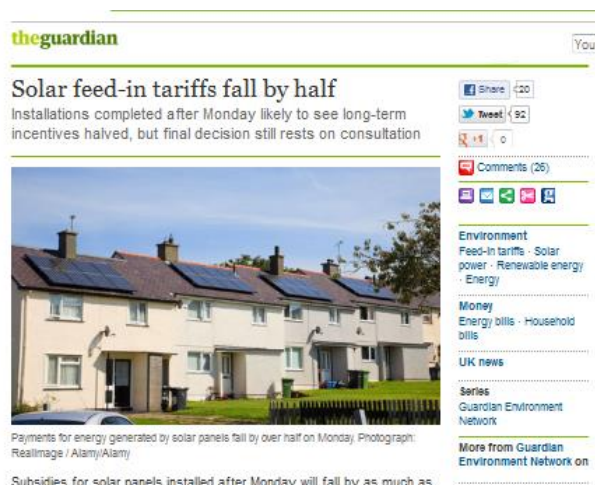 theguardian
You
Solar feed-in tariffs fall by half
Installations completed after Monday likely to see long-term
incentives halved, but final decision still rests on consultation
Share 20
Tweet 92
+1 0
Comments (26)
Environment
Feed-in tariffs · Solar
power · Renewable energy
· Energy
Money
Energy bills · Household
bills
UK news
Series
Guardian Environment
Network
More from Guardian
Environment Network on
Payments for energy generated by solar panels fall by over half on Monday. Photograph:
Realimage / Alamy/Alamy
Subsidies for solar panels installed after Monday will fall by as much as